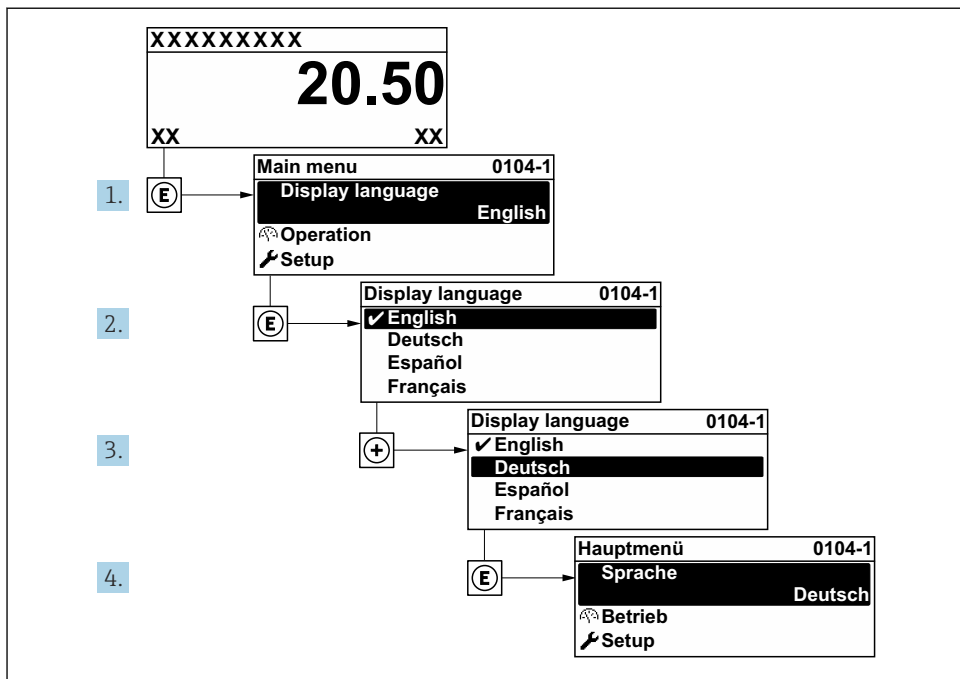 XXXXXXXXX
20.50
XX XX
1. E
Main menu 0104-1
Display language
English
Operation
Setup
2. E
Display language 0104-1
✔English
Deutsch
Español
Français
3. +
Display language 0104-1
✔English
Deutsch
Español
Français
4. E
Hauptmenü 0104-1
Sprache
Deutsch
Betrieb
Setup